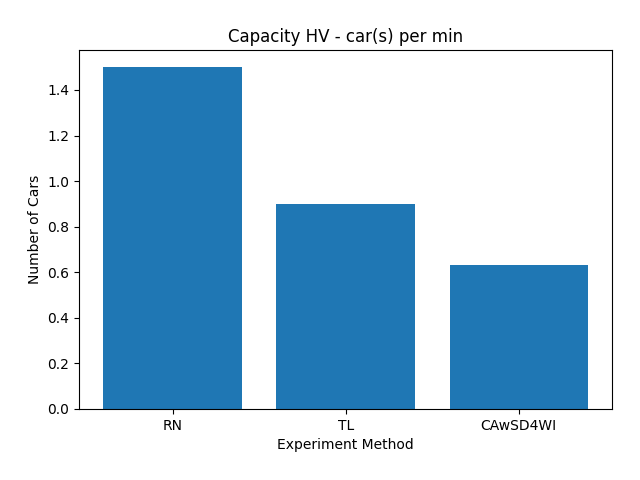 Capacity HV - car(s) per min
Number of Cars
1.4
1.2
1.0
0.8
0.6
0.4
0.2
0.0
RN TL CAwSD4WI
Experiment Method